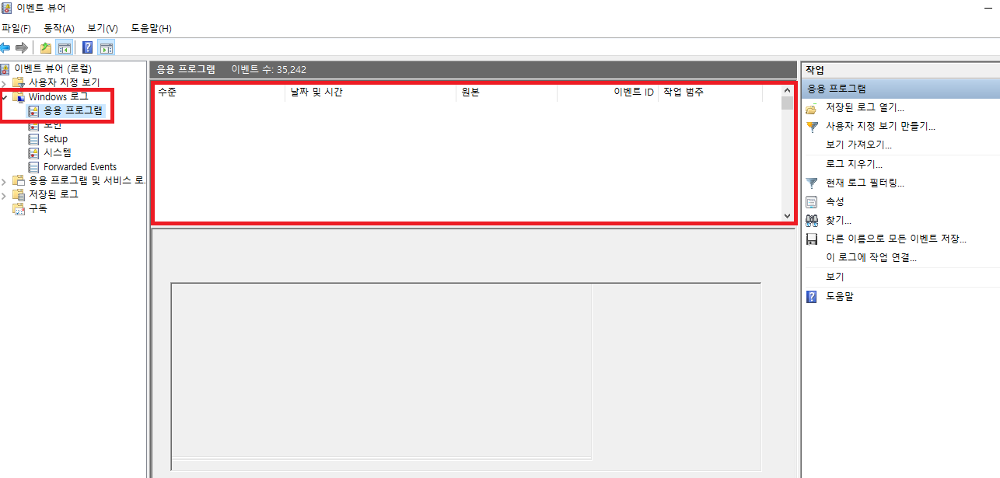 이벤트 뷰어
파일(F) 동작(A) 보기(V) 도움말(H)
이벤트 뷰어 (로컬)
사용자 지정 보기
Windows 로그
응용 프로그램
보안
Setup
시스템
Forwarded Events
응용 프로그램 및 서비스 로.
저장된 로그
구독
응용 프로그램 이벤트 수: 35,242
수준 날짜 및 시간 원본 이벤트 ID 작업 범주
작업
응용 프로그램
저장된 로그 열기...
사용자 지정 보기 만들기...
보기 가져오기...
로그 지우기...
현재 로그 필터링...
속성
찾기...
다른 이름으로 모든 이벤트 저장...
이 로그에 작업 연결...
보기
도움말